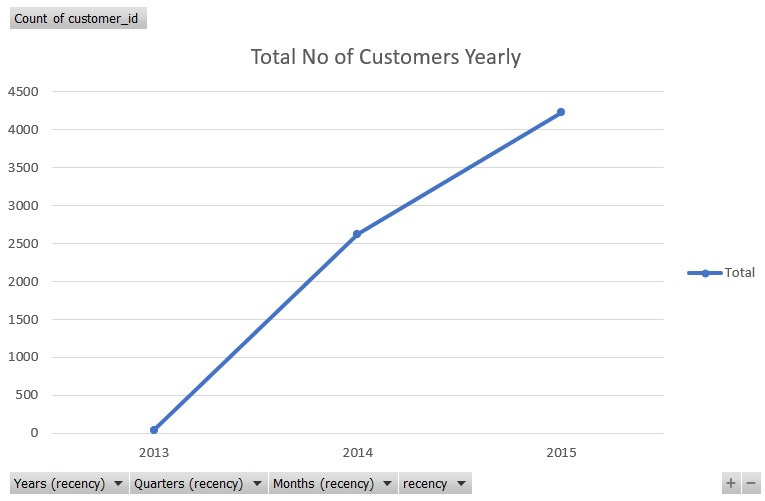 Count of customer_id
Total No of Customers Yearly
4500
4000
3500
3000
2500
2000
1500
1000
500
0
2013 2014 2015
Total
Years (recency) Quarters (recency) Months (recency) recency
+ −